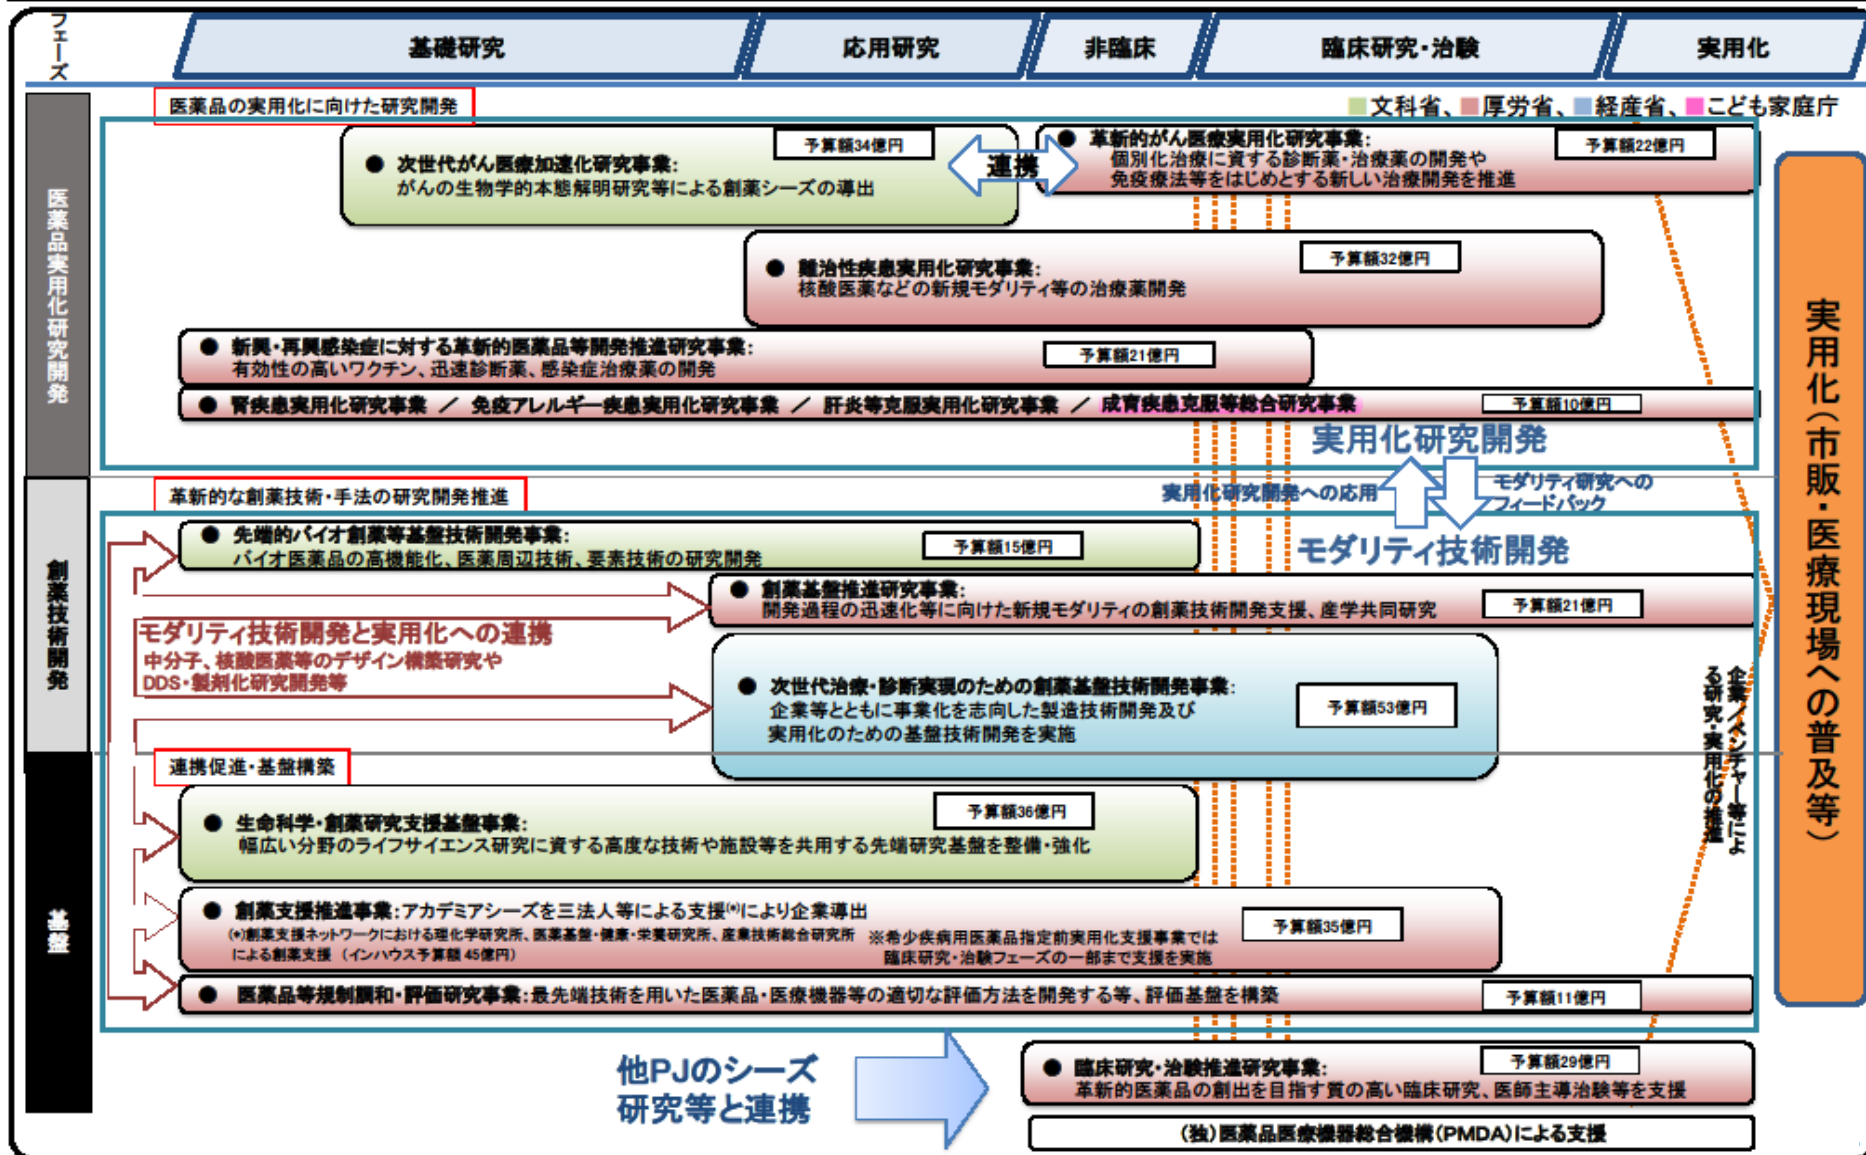 フェーズ
基礎研究
応用研究
非臨床
臨床研究・治験
実用化
医薬品の実用化に向けた研究開発
■文科省、■厚労省、■経産省、■こども家庭庁
医薬品実用化研究開発
● 次世代がん医療加速化研究事業:
がんの生物学的本態解明研究等による創薬シーズの導出
予算額34億円
連携
● 革新的がん医療実用化研究事業:
個別化治療に資する診断薬・治療薬の開発や
免疫療法等をはじめとする新しい治療開発を推進
予算額22億円
● 難治性疾患実用化研究事業:
核酸医薬などの新規モダリティ等の治療薬開発
予算額32億円
● 新興・再興感染症に対する革新的医薬品等開発推進研究事業:
有効性の高いワクチン、迅速診断薬、感染症治療薬の開発
予算額21億円
● 腎疾患実用化研究事業 / 免疫アレルギー疾患実用化研究事業 / 肝炎等克服実用化研究事業 / 成育疾患克服等総合研究事業
予算額10億円
実用化研究開発
実用化研究開発への応用
モダリティ研究への
フィードバック
モダリティ技術開発
実用化(市販・医療現場への普及等)
革新的な創薬技術・手法の研究開発推進
創薬技術開発
● 先端的バイオ創薬等基盤技術開発事業:
バイオ医薬品の高機能化、医薬周辺技術、要素技術の研究開発
予算額15億円
● 創薬基盤推進研究事業:
開発過程の迅速化等に向けた新規モダリティの創薬技術開発支援、産学共同研究
予算額21億円
モダリティ技術開発と実用化への連携
中分子、核酸医薬等のデザイン構築研究や
DDS・製剤化研究開発等
● 次世代治療・診断実現のための創薬基盤技術開発事業:
企業等とともに事業化を志向した製造技術開発及び
実用化のための基盤技術開発を実施
予算額53億円
企業/ベンチャー等によ
る研究・実用化の推進
連携促進・基盤構築
基盤
● 生命科学・創薬研究支援基盤事業:
幅広い分野のライフサイエンス研究に資する高度な技術や施設等を共用する先端研究基盤を整備・強化
予算額36億円
● 創薬支援推進事業:アカデミアシーズを三法人等による支援(*)により企業導出
(*)創薬支援ネットワークにおける理化学研究所、医薬基盤・健康・栄養研究所、産業技術総合研究所
による創薬支援 (インハウス予算額 45億円)
※希少疾病用医薬品指定前実用化支援事業では
臨床研究・治験フェーズの一部まで支援を実施
予算額35億円
● 医薬品等規制調和・評価研究事業:最先端技術を用いた医薬品・医療機器等の適切な評価方法を開発する等、評価基盤を構築
予算額11億円
他PJのシーズ
研究等と連携
● 臨床研究・治験推進研究事業:
革新的医薬品の創出を目指す質の高い臨床研究、医師主導治験等を支援
予算額29億円
(独)医薬品医療機器総合機構(PMDA)による支援